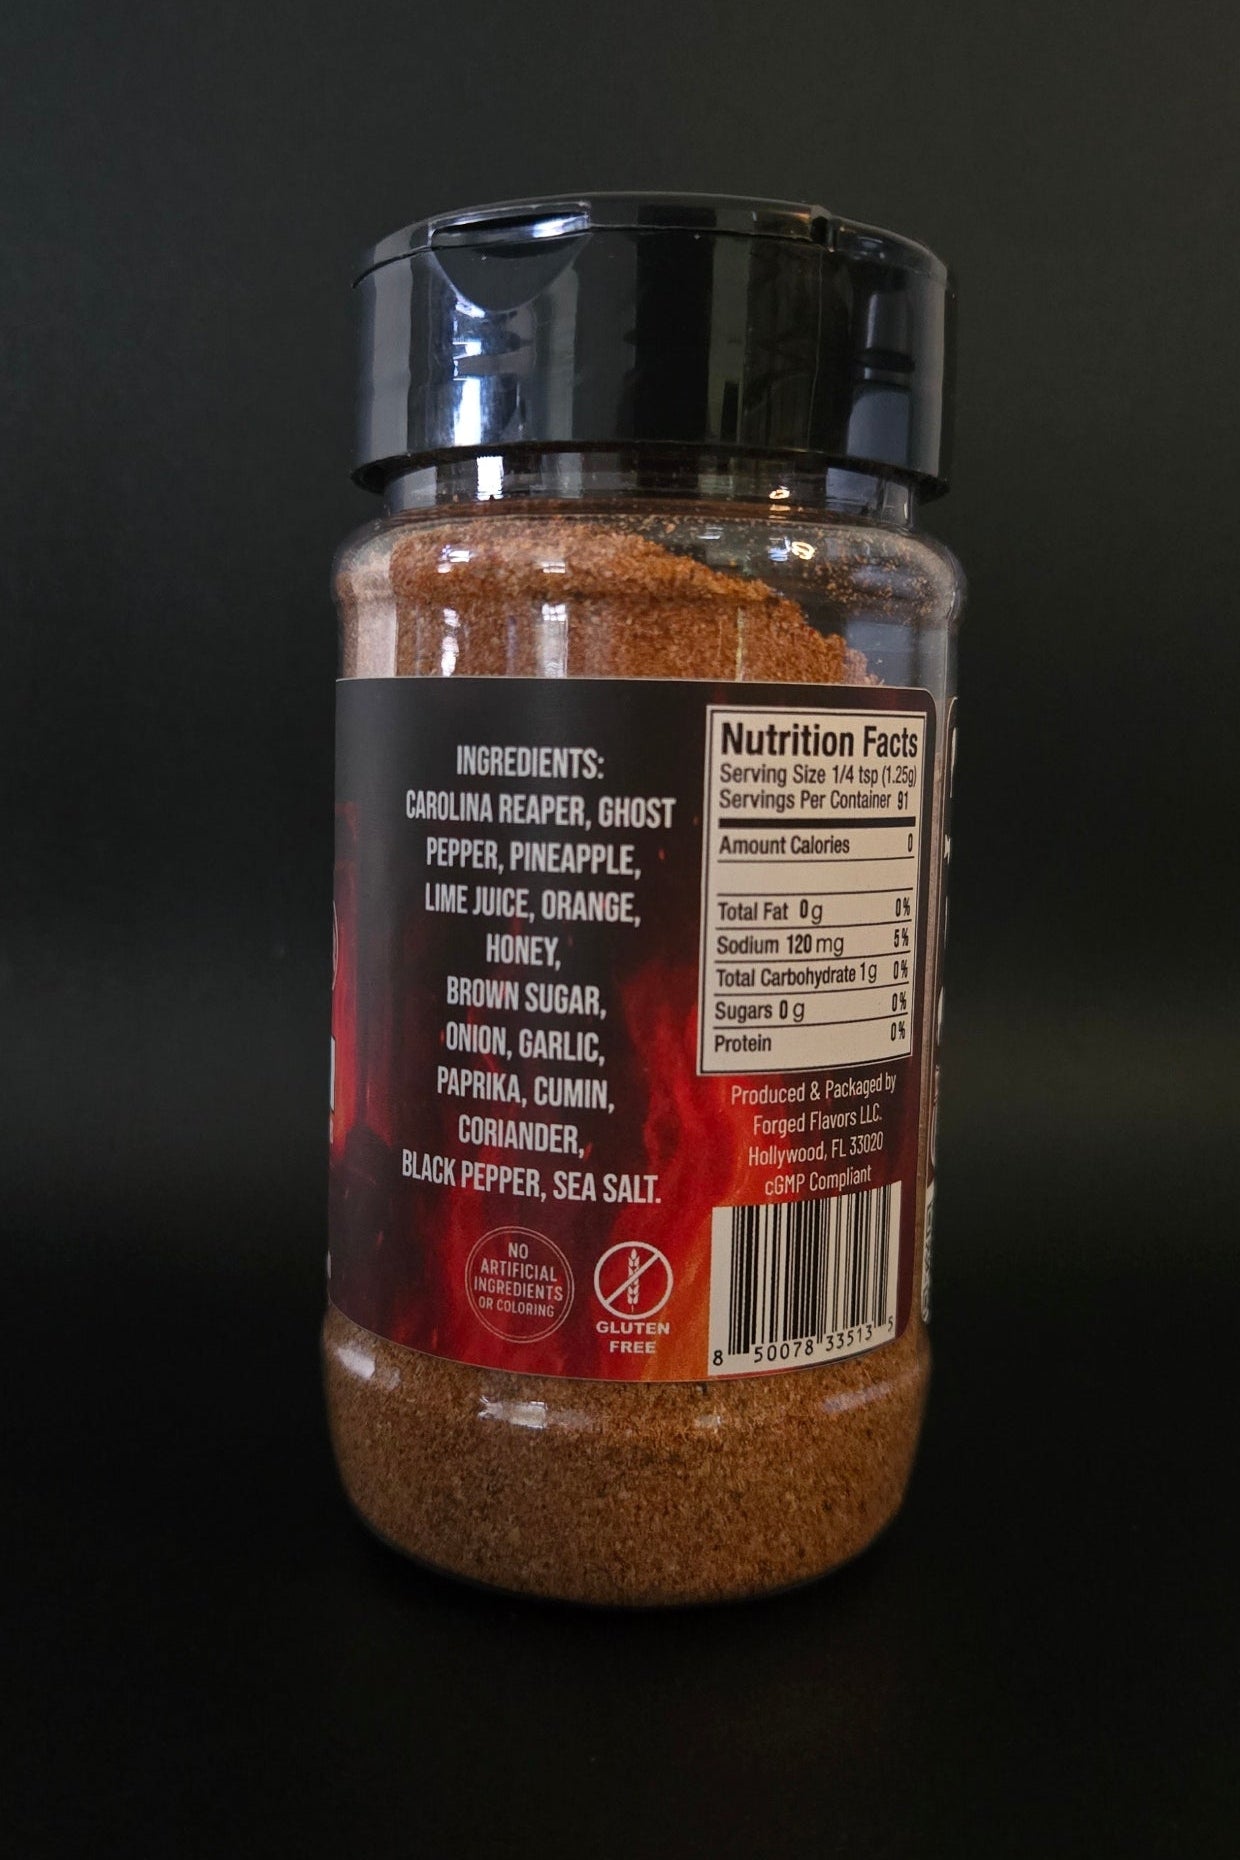 INGREDIENTS:
CAROLINA REAPER, GHOST
PEPPER, PINEAPPLE,
LIME JUICE, ORANGE,
HONEY,
BROWN SUGAR,
ONION, GARLIC,
PAPRIKA, CUMIN,
CORIANDER,
BLACK PEPPER, SEA SALT.
NO
ARTIFICIAL
INGREDIENTS
OR COLORING
GLUTEN
FREE
Nutrition Facts
Serving Size 1/4 tsp (1.25g)
Servings Per Container 91
Amount Calories 0
Total Fat 0g 0%
Sodium 120mg 5%
Total Carbohydrate 1g 0%
Sugars 0g 0%
Protein 0%
Produced & Packaged by
Forged Flavors LLC.
Hollywood, FL 33020
cGMP Compliant
8 50078 33513 5